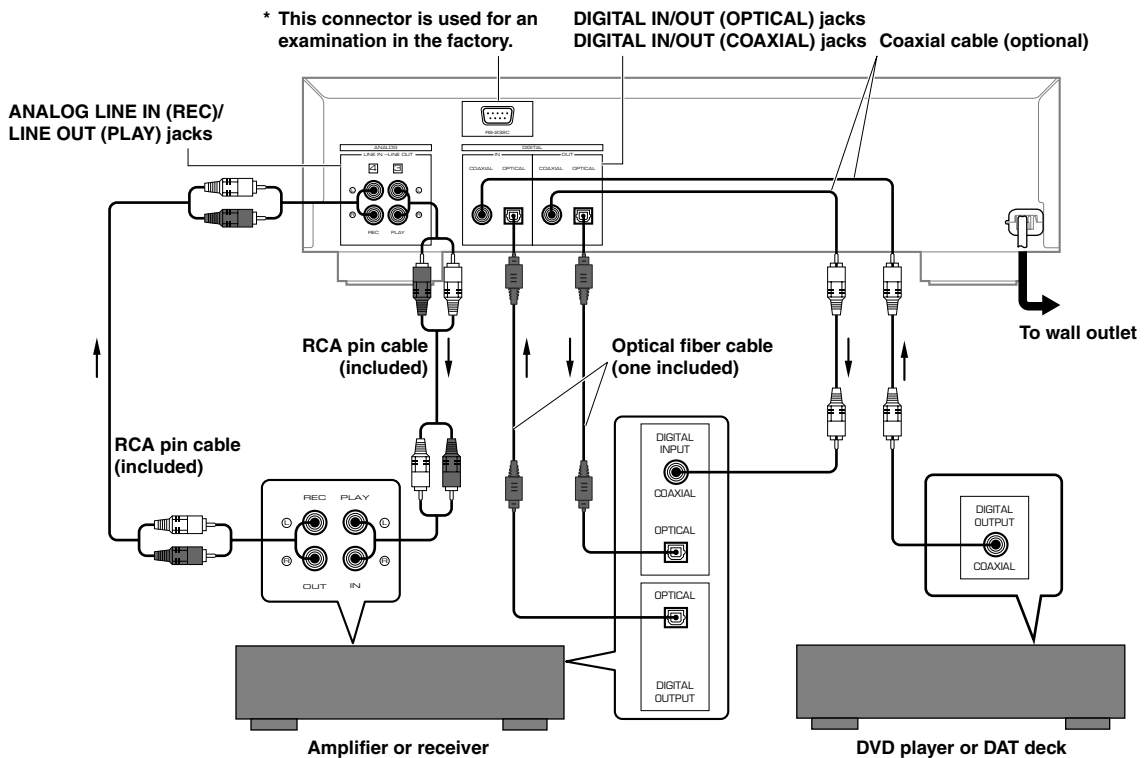 * This connector is used for an
examination in the factory.
DIGITAL IN/OUT (OPTICAL) jacks
DIGITAL IN/OUT (COAXIAL) jacks
Coaxial cable (optional)
ANALOG LINE IN (REC)/
LINE OUT (PLAY) jacks
RS-232C
ANALOG
LINE IN LINE OUT
4 3
L L
R R
REC PLAY
DIGITAL
IN OUT
COAXIAL OPTICAL COAXIAL OPTICAL
To wall outlet
RCA pin cable
(included)
Optical fiber cable
(one included)
RCA pin cable
(included)
REC PLAY
L L
R R
OUT IN
DIGITAL
INPUT
COAXIAL
OPTICAL
OPTICAL
DIGITAL
OUTPUT
DIGITAL
OUTPUT
COAXIAL
Amplifier or receiver
DVD player or DAT deck